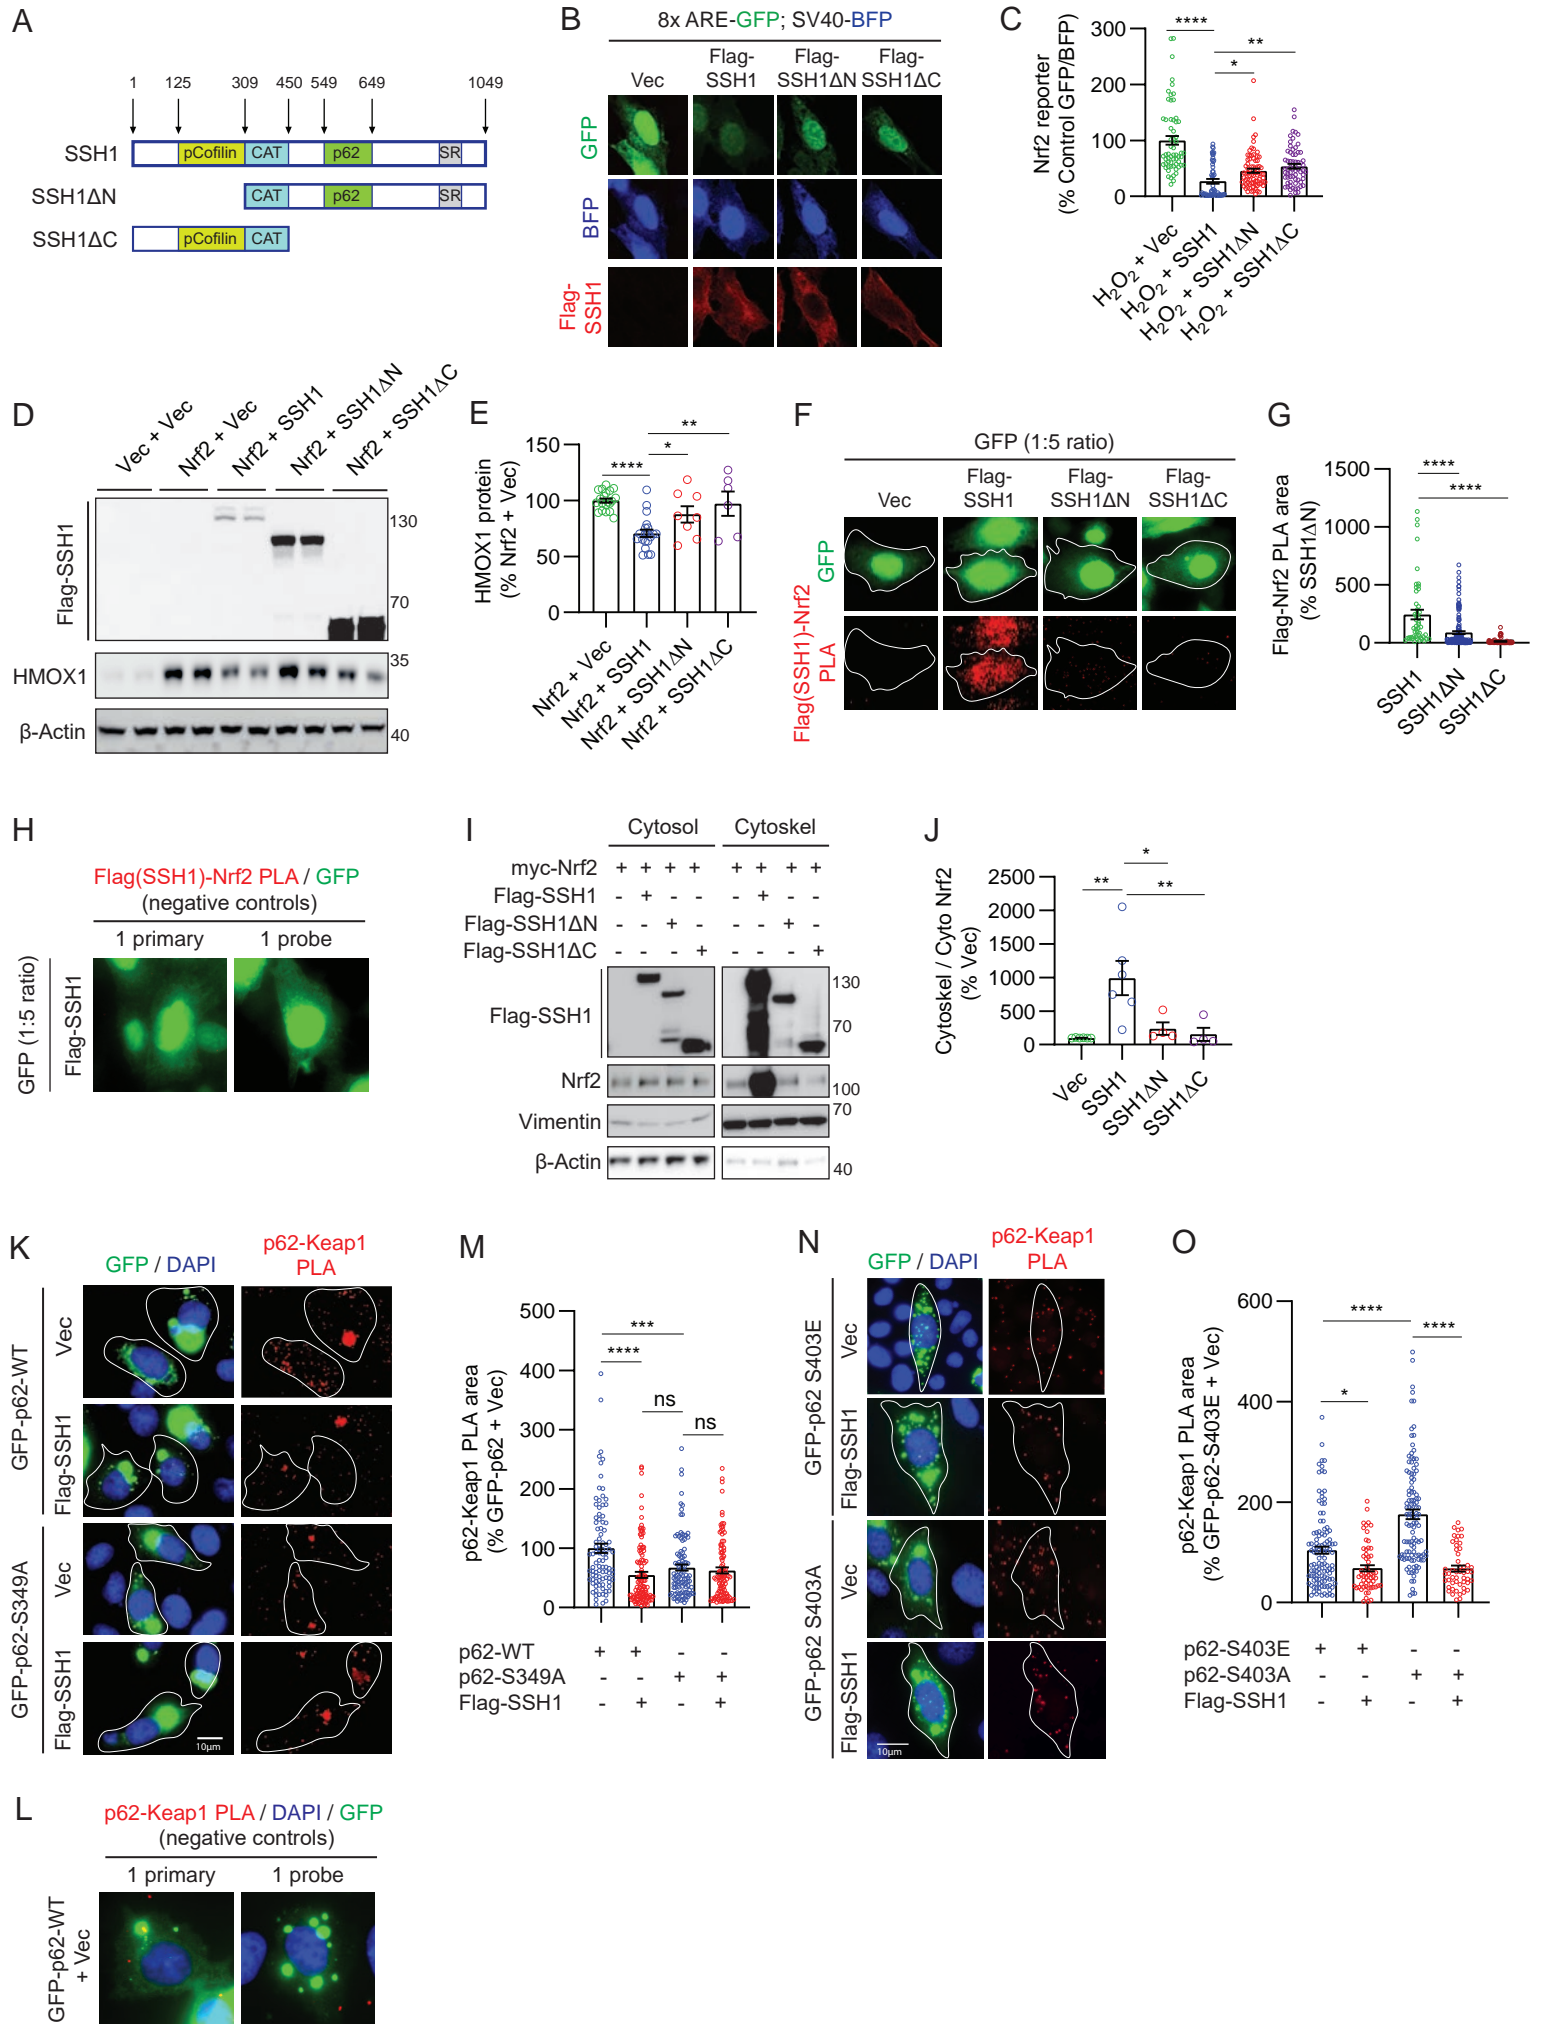 A
1 125 309 450 549 649 1049
SSH1 pCofilin CAT p62 SR
SSH1ΔN CAT p62 SR
SSH1ΔC pCofilin CAT
B
8x ARE-GFP; SV40-BFP
Vec Flag-SSH1 Flag-SSH1ΔN Flag-SSH1ΔC
GFP
BFP
Flag-SSH1
C
Nrf2 reporter
(% Control GFP/BFP)
300
200
100
0
**** ** *
H₂O₂ + Vec
H₂O₂ + SSH1
H₂O₂ + SSH1ΔN
H₂O₂ + SSH1ΔC
D
Vec + Vec
Nrf2 + Vec
Nrf2 + SSH1
Nrf2 + SSH1ΔN
Nrf2 + SSH1ΔC
Flag-SSH1
130
70
HMOX1 35
β-Actin 40
E
HMOX1 protein
(% Nrf2 + Vec)
150
100
50
0
**** * **
Nrf2 + Vec
Nrf2 + SSH1
Nrf2 + SSH1ΔN
Nrf2 + SSH1ΔC
F
GFP (1:5 ratio)
Vec Flag-SSH1 Flag-SSH1ΔN Flag-SSH1ΔC
GFP
Flag(SSH1)-Nrf2
PLA
G
Flag-Nrf2 PLA area
(% SSH1ΔN)
1500
1000
500
0
****
****
SSH1
SSH1ΔN
SSH1ΔC
H
Flag(SSH1)-Nrf2 PLA / GFP
(negative controls)
1 primary 1 probe
GFP (1:5 ratio)
Flag-SSH1
I
Cytosol Cytoskel
myc-Nrf2 + + + + + + + +
Flag-SSH1 - + - - - + - -
Flag-SSH1ΔN - - + - - - + -
Flag-SSH1ΔC - - - + - - - +
Flag-SSH1
130
70
Nrf2 100
Vimentin 70
β-Actin 40
J
Cytoskel / Cyto Nrf2
(% Vec)
2500
2000
1500
1000
500
0
** * **
Vec
SSH1
SSH1ΔN
SSH1ΔC
K
GFP / DAPI
p62-Keap1
PLA
GFP-p62-WT
Vec
Flag-SSH1
GFP-p62-S349A
Vec
Flag-SSH1
10μm
M
p62-Keap1 PLA area
(% GFP-p62 + Vec)
500
400
300
200
100
0
***
****
ns
ns
p62-WT + + - -
p62-S349A - - + +
Flag-SSH1 - + - +
N
GFP / DAPI
p62-Keap1
PLA
GFP-p62 S403E
Vec
Flag-SSH1
GFP-p62 S403A
Vec
Flag-SSH1
10μm
O
p62-Keap1 PLA area
(% GFP-p62-S403E + Vec)
600
400
200
0
****
****
*
p62-S403E + + - -
p62-S403A - - + +
Flag-SSH1 - + - +
L
p62-Keap1 PLA / DAPI / GFP
(negative controls)
1 primary 1 probe
GFP-p62-WT
+ Vec